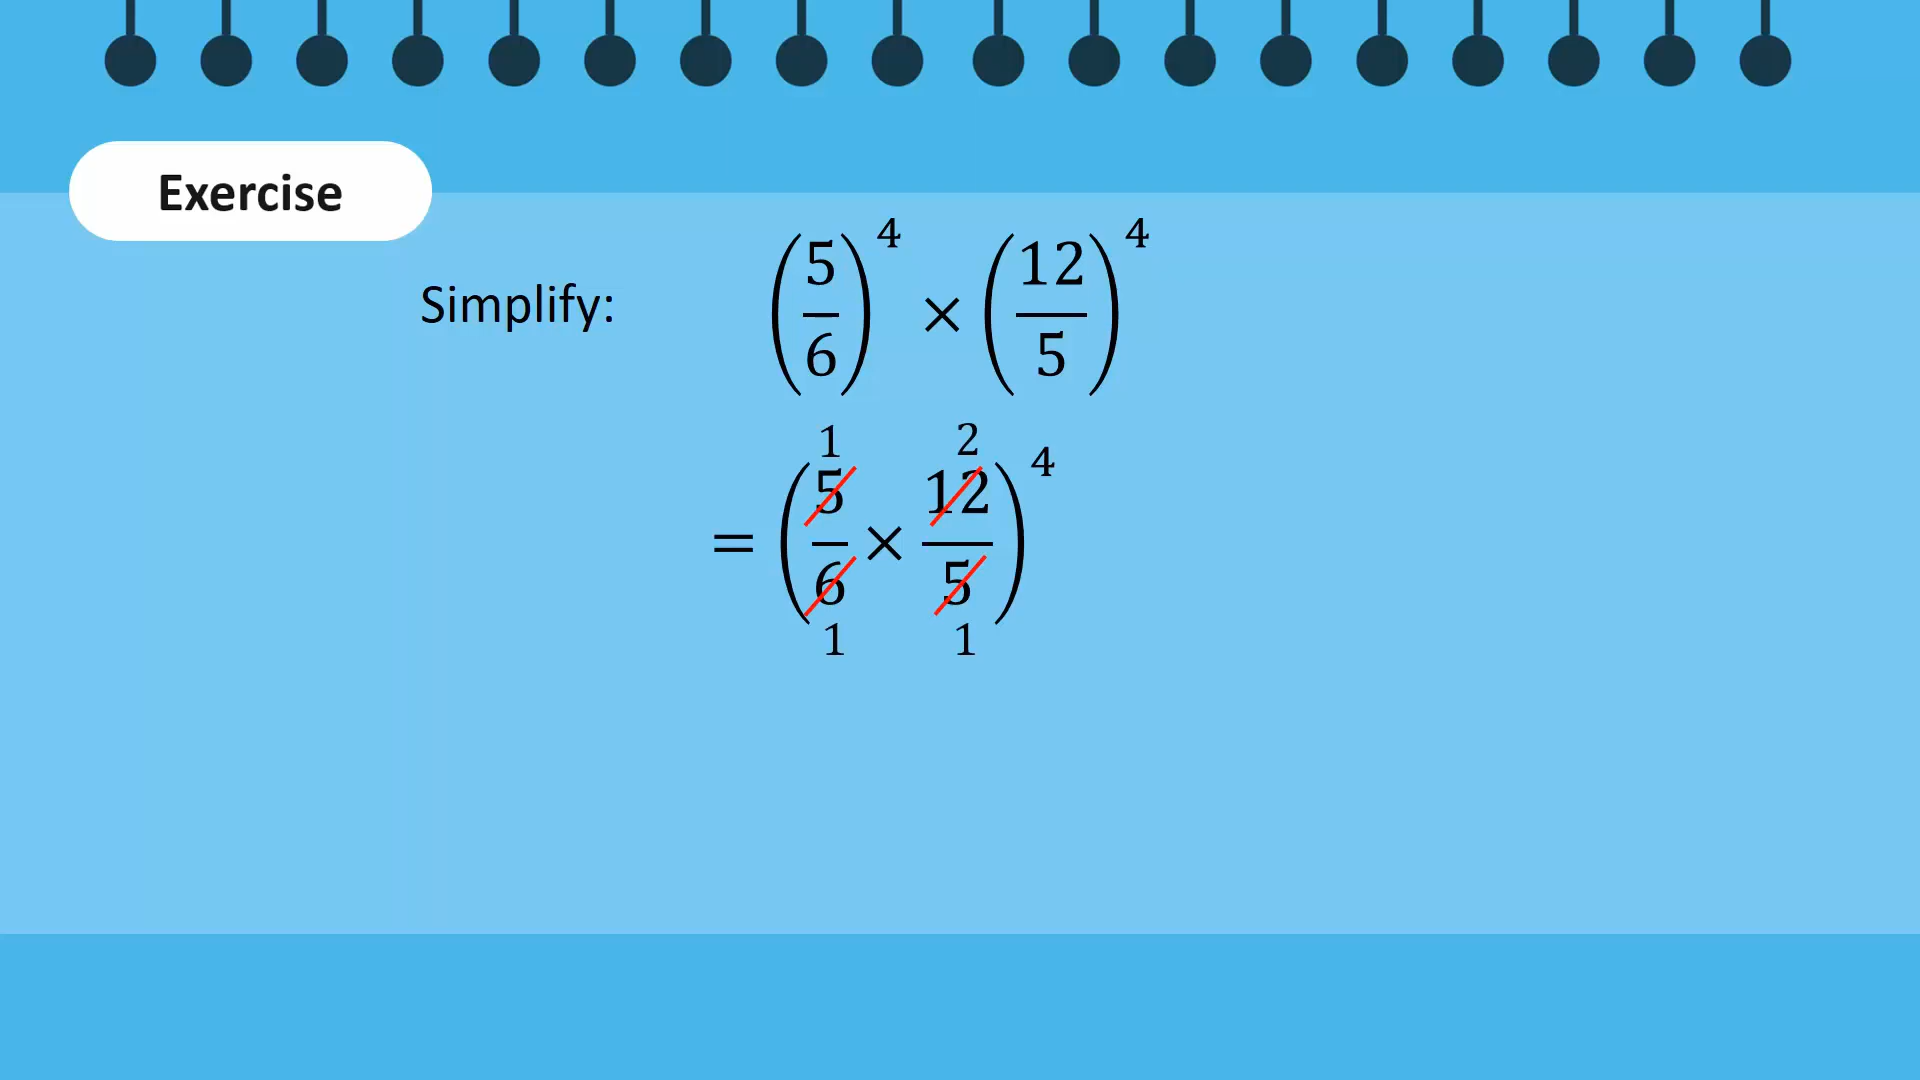 Exercise
Simplify: (5/6)⁴ × (12/5)⁴
1 2
= (5/6 × 12/5)⁴
1 1